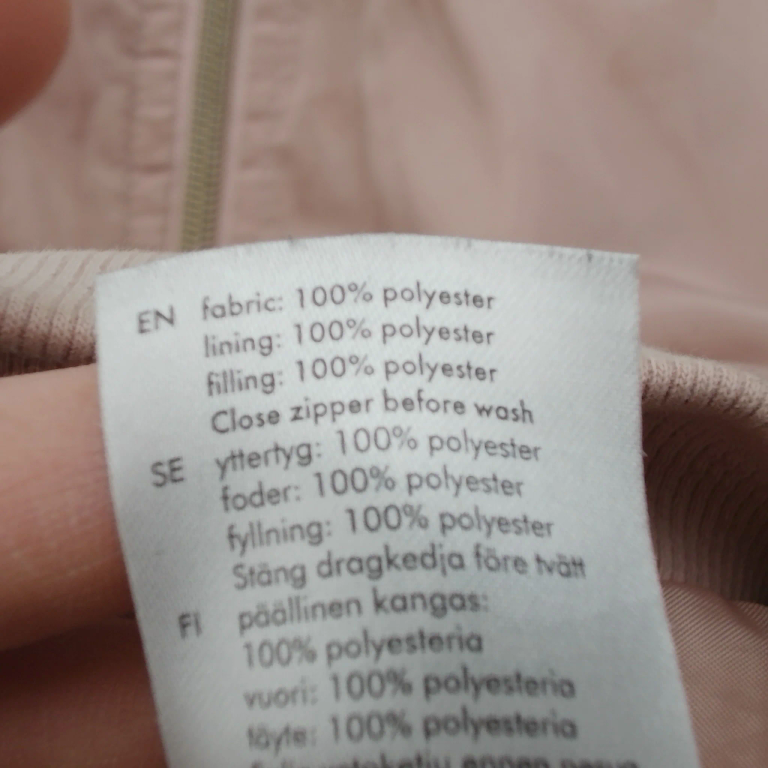 EN fabric: 100% polyester
lining: 100% polyester
filling: 100% polyester
Close zipper before wash
SE yttertyg: 100% polyester
foder: 100% polyester
fyllning: 100% polyester
Stäng dragkedja före tvätt
FI päällinen kangas:
100% polyesteria
vuori: 100% polyesteria
täyte: 100% polyesteria
ennen